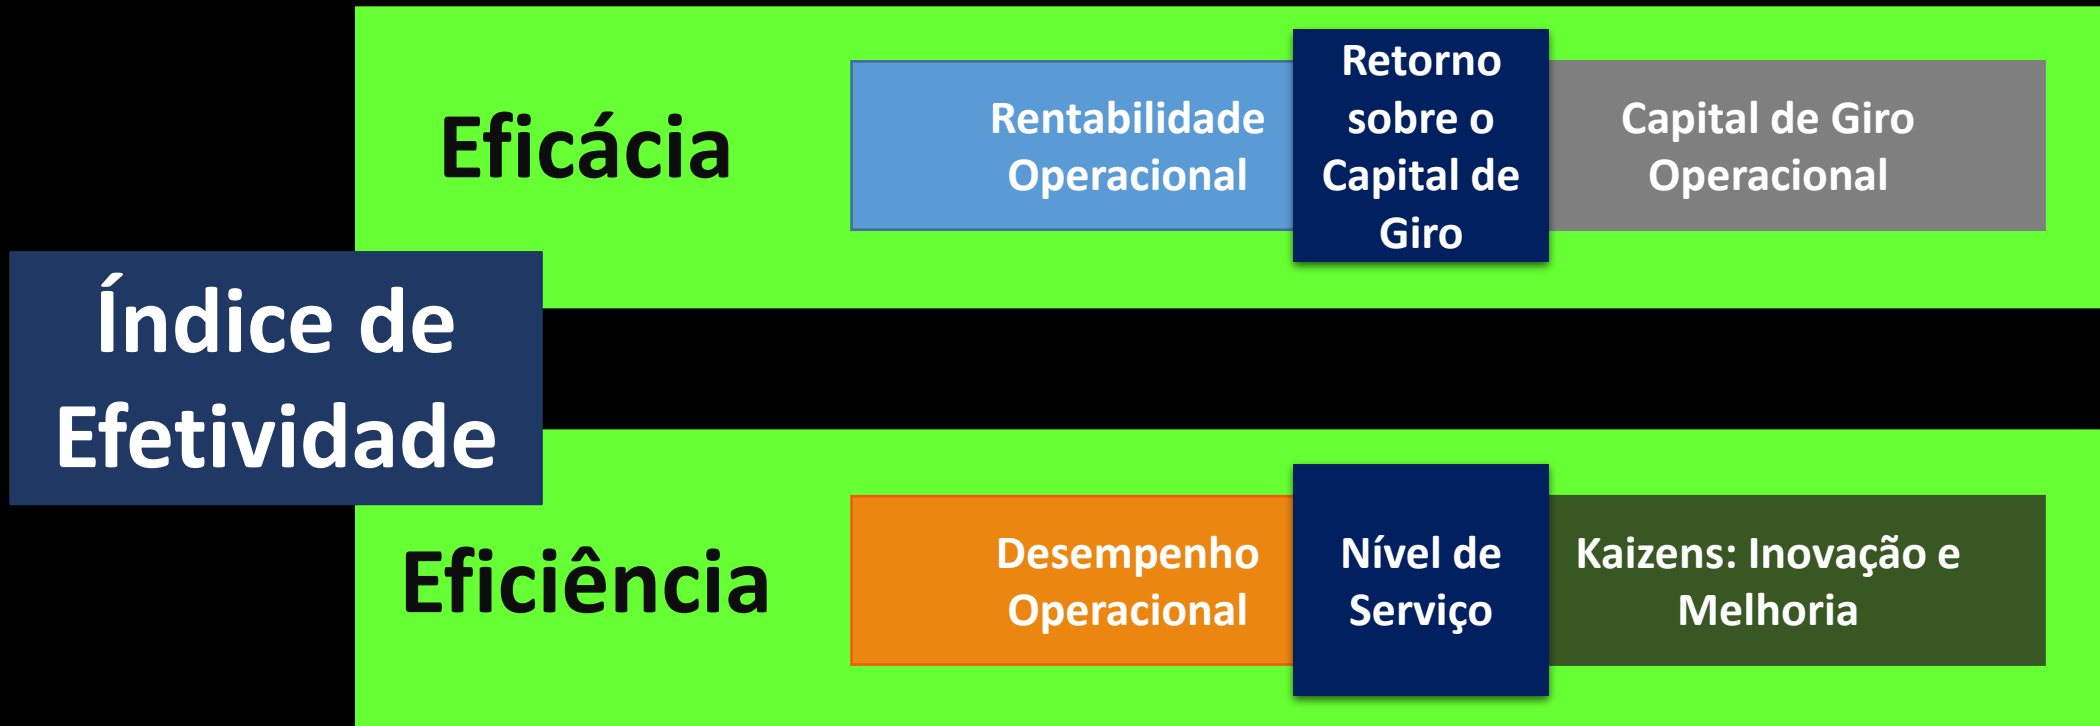 Eficácia
Rentabilidade
Operacional
Retorno
sobre o
Capital de
Giro
Capital de Giro
Operacional
Índice de
Efetividade
Eficiência
Desempenho
Operacional
Nível de
Serviço
Kaizens: Inovação e
Melhoria